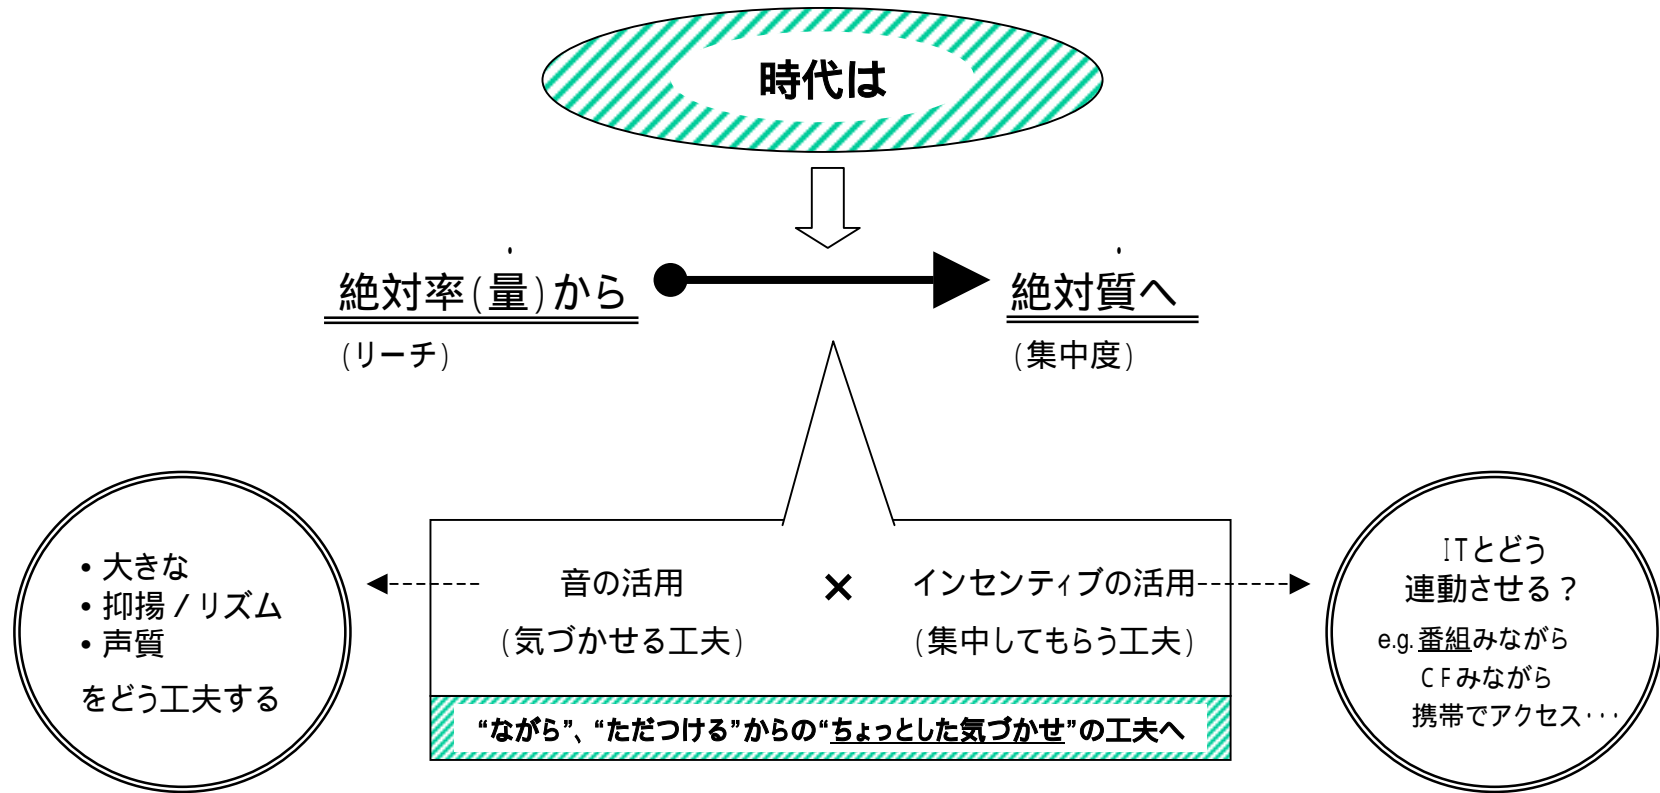 時代は
絶対率(量)から
絶対質へ
(リーチ)
(集中度)
• 大きな
• 抑揚/リズム
• 声質
をどう工夫する
音の活用 × インセンティブの活用
(気づかせる工夫) (集中してもらう工夫)
“ながら”、“ただつける”からの“ちょっとした気づかせ”の工夫へ
ITとどう
連動させる?
e.g.番組みながら
CFみながら
携帯でアクセス・・・